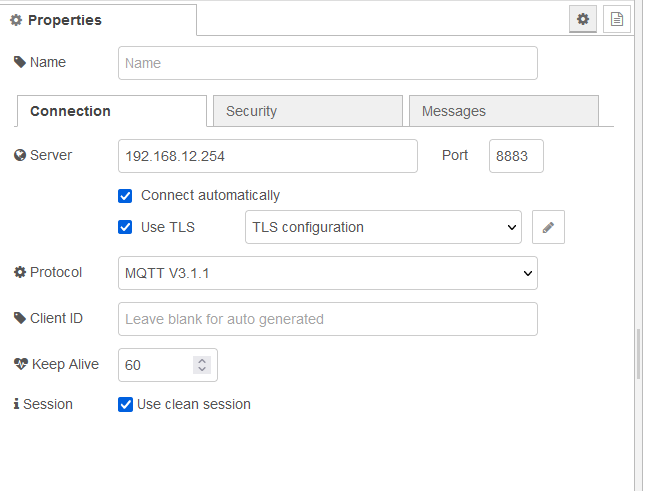 Properties
Name
Name
Connection Security Messages
Server 192.168.12.254 Port 8883
Connect automatically
Use TLS TLS configuration
Protocol MQTT V3.1.1
Client ID Leave blank for auto generated
Keep Alive 60
Session Use clean session